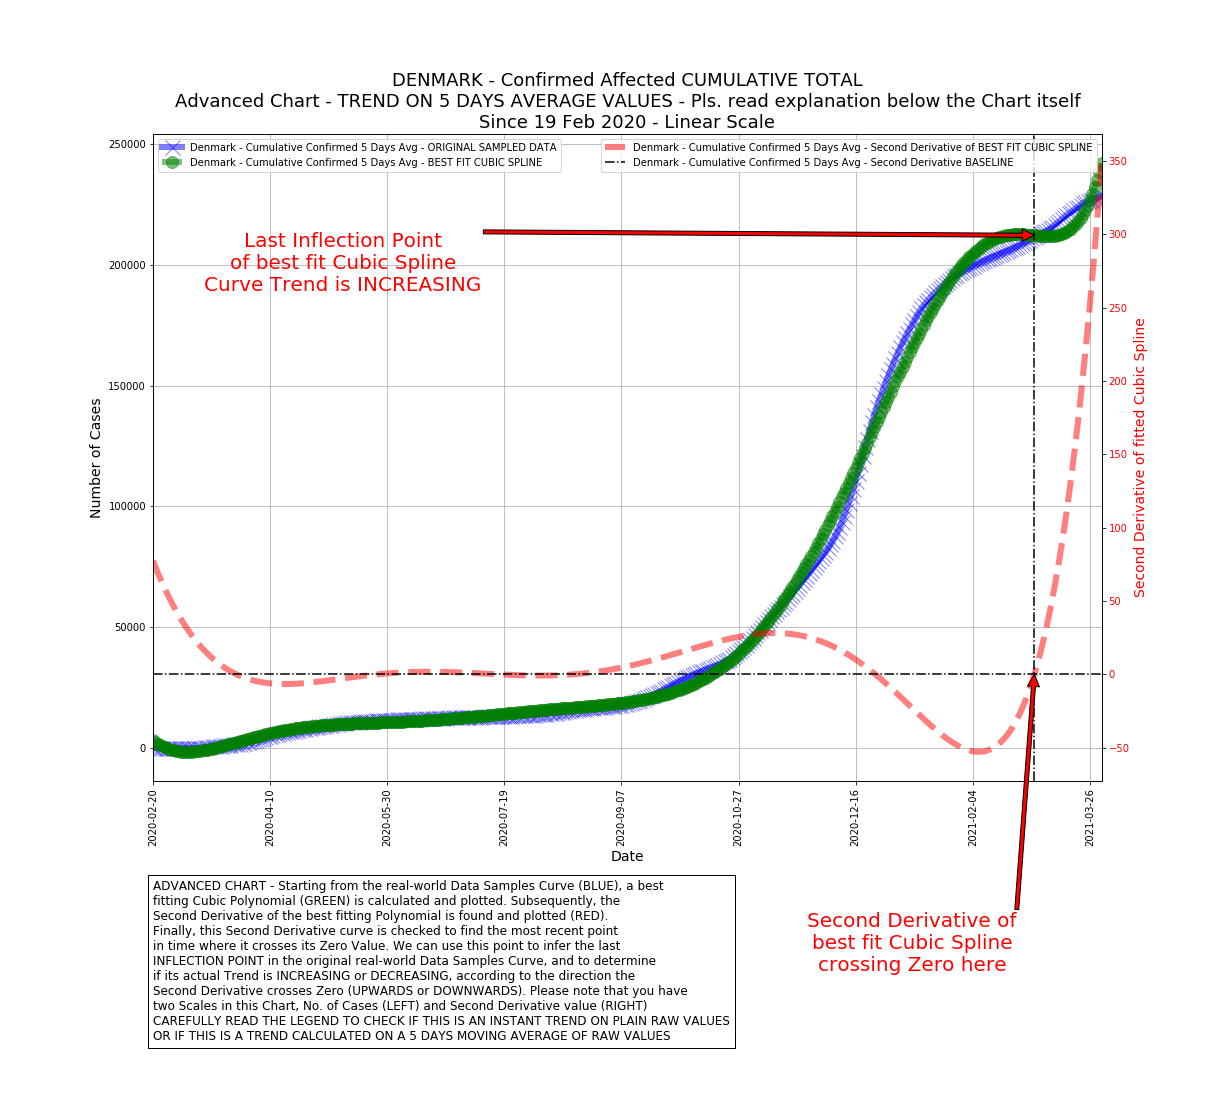 DENMARK - Confirmed Affected CUMULATIVE TOTAL
Advanced Chart - TREND ON 5 DAYS AVERAGE VALUES - Pls. read explanation below the Chart itself
Since 19 Feb 2020 - Linear Scale
Denmark - Cumulative Confirmed 5 Days Avg - ORIGINAL SAMPLED DATA
Denmark - Cumulative Confirmed 5 Days Avg - BEST FIT CUBIC SPLINE
Denmark - Cumulative Confirmed 5 Days Avg - Second Derivative of BEST FIT CUBIC SPLINE
Denmark - Cumulative Confirmed 5 Days Avg - Second Derivative BASELINE
Last Inflection Point
of best fit Cubic Spline
Curve Trend is INCREASING
Number of Cases
250000
200000
150000
100000
50000
0
350
300
250
200
150
100
50
0
−50
Second Derivative of fitted Cubic Spline
2020-02-20
2020-04-10
2020-05-30
2020-07-19
2020-09-07
2020-10-27
2020-12-16
2021-02-04
2021-03-26
Date
ADVANCED CHART - Starting from the real-world Data Samples Curve (BLUE), a best
fitting Cubic Polynomial (GREEN) is calculated and plotted. Subsequently, the
Second Derivative of the best fitting Polynomial is found and plotted (RED).
Finally, this Second Derivative curve is checked to find the most recent point
in time where it crosses its Zero Value. We can use this point to infer the last
INFLECTION POINT in the original real-world Data Samples Curve, and to determine
if its actual Trend is INCREASING or DECREASING, according to the direction the
Second Derivative crosses Zero (UPWARDS or DOWNWARDS). Please note that you have
two Scales in this Chart, No. of Cases (LEFT) and Second Derivative value (RIGHT)
CAREFULLY READ THE LEGEND TO CHECK IF THIS IS AN INSTANT TREND ON PLAIN RAW VALUES
OR IF THIS IS A TREND CALCULATED ON A 5 DAYS MOVING AVERAGE OF RAW VALUES
Second Derivative of
best fit Cubic Spline
crossing Zero here